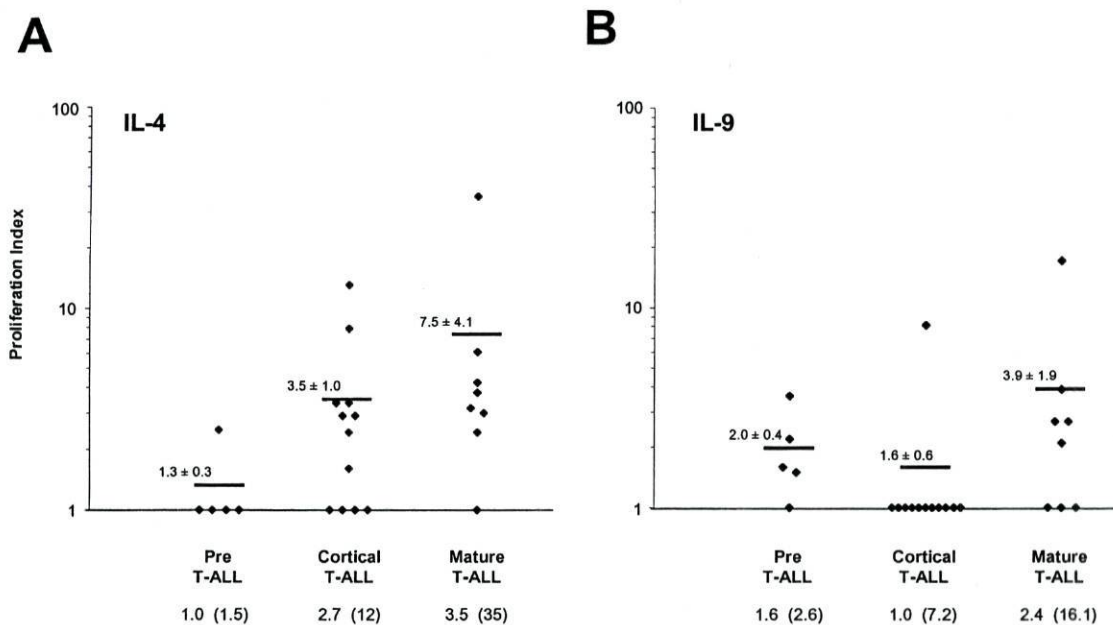 A
IL-4
Proliferation Index
100
10
1
1.3 ± 0.3
3.5 ± 1.0
7.5 ± 4.1
Pre
T-ALL
Cortical
T-ALL
Mature
T-ALL
1.0 (1.5)
2.7 (12)
3.5 (35)
B
IL-9
100
10
1
2.0 ± 0.4
1.6 ± 0.6
3.9 ± 1.9
Pre
T-ALL
Cortical
T-ALL
Mature
T-ALL
1.6 (2.6)
1.0 (7.2)
2.4 (16.1)